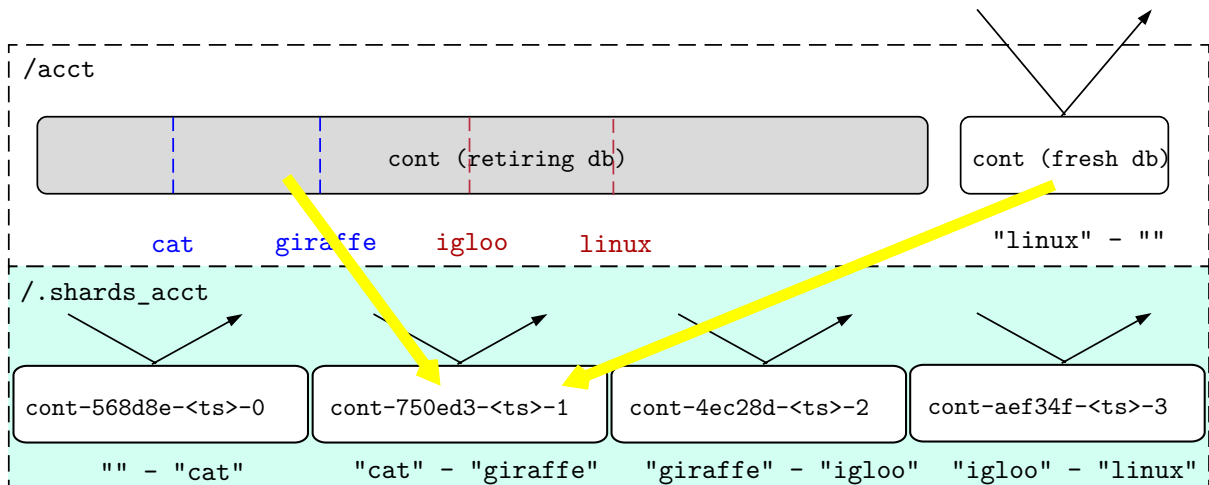 /acct
cont (retiring db)
cont (fresh db)
cat
giraffe
igloo
linux
"linux" - ""
/.shards_acct
cont-568d8e-<ts>-0
cont-750ed3-<ts>-1
cont-4ec28d-<ts>-2
cont-aef34f-<ts>-3
"" - "cat"
"cat" - "giraffe"
"giraffe" - "igloo"
"igloo" - "linux"